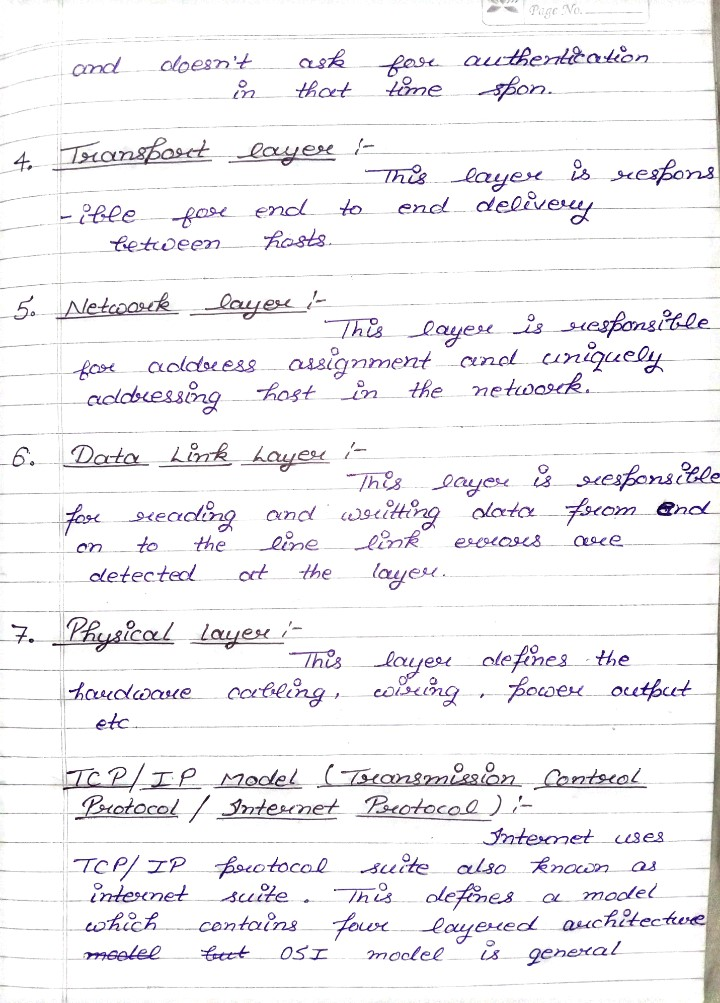 Page No.
and doesn't ask for authentication
in that time spon.
4. Transport layer :-
This layer is respons
-ible for end to end delivery
between hosts.
5. Network layer :-
This layer is responsible
for address assignment and uniquely
addressing host in the network.
6. Data Link Layer :-
This layer is responsible
for reading and writting data from and
on to the line link errors are
detected at the layer.
7. Physical layer :-
This layer defines the
hardware cabling, wiring, power output
etc
TCP/IP Model (Transmission Control
Protocol / Internet Protocol) :-
Internet uses
TCP/IP protocol suite also known as
internet suite. This defines a model
which contains four layered architecture
model but OSI model is general